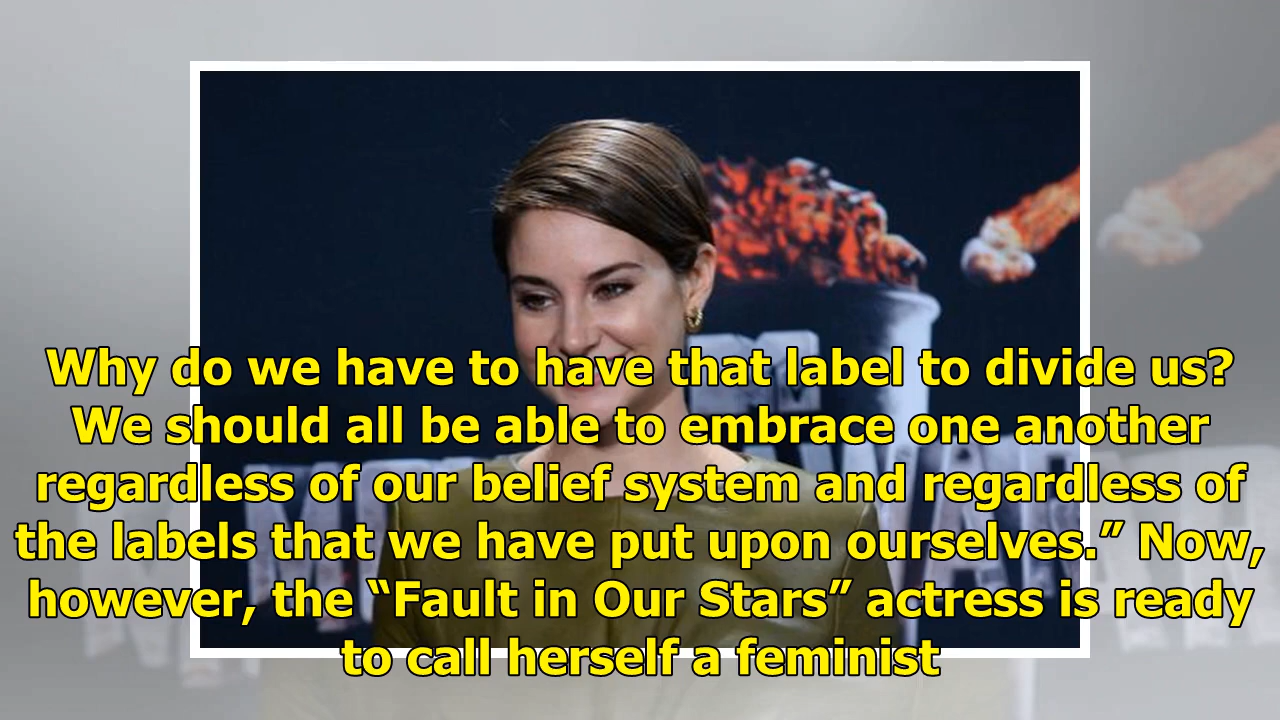 Why do we have to have that label to divide us?
We should all be able to embrace one another
regardless of our belief system and regardless of
the labels that we have put upon ourselves.” Now,
however, the “Fault in Our Stars” actress is ready
to call herself a feminist